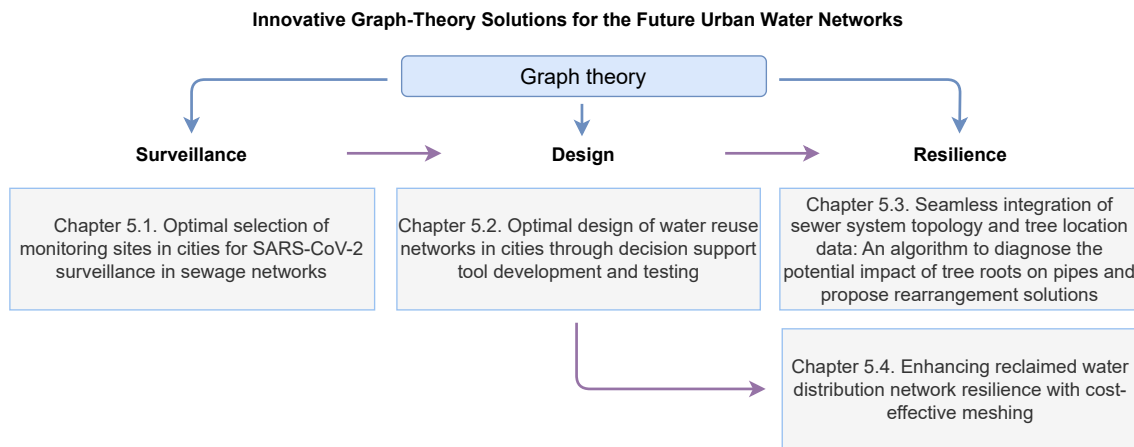 Innovative Graph-Theory Solutions for the Future Urban Water Networks
Graph theory
Surveillance
Design
Resilience
Chapter 5.1. Optimal selection of
monitoring sites in cities for SARS-CoV-2
surveillance in sewage networks
Chapter 5.2. Optimal design of water reuse
networks in cities through decision support
tool development and testing
Chapter 5.3. Seamless integration of
sewer system topology and tree location
data: An algorithm to diagnose the
potential impact of tree roots on pipes and
propose rearrangement solutions
Chapter 5.4. Enhancing reclaimed water
distribution network resilience with cost-
effective meshing